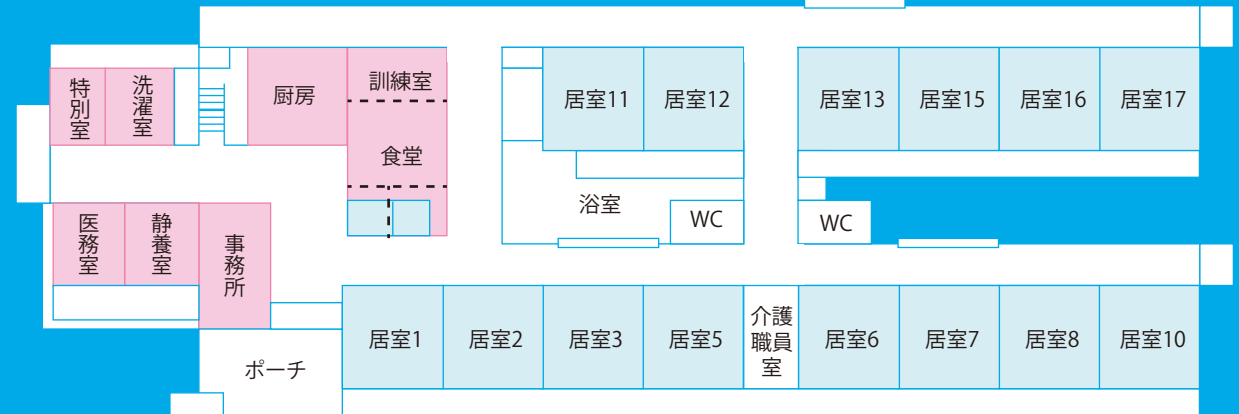 特別室
洗濯室
厨房
訓練室
食堂
居室11
居室12
居室13
居室15
居室16
居室17
浴室
WC
WC
医務室
静養室
事務所
ポーチ
居室1
居室2
居室3
居室5
介護
職員
室
居室6
居室7
居室8
居室10